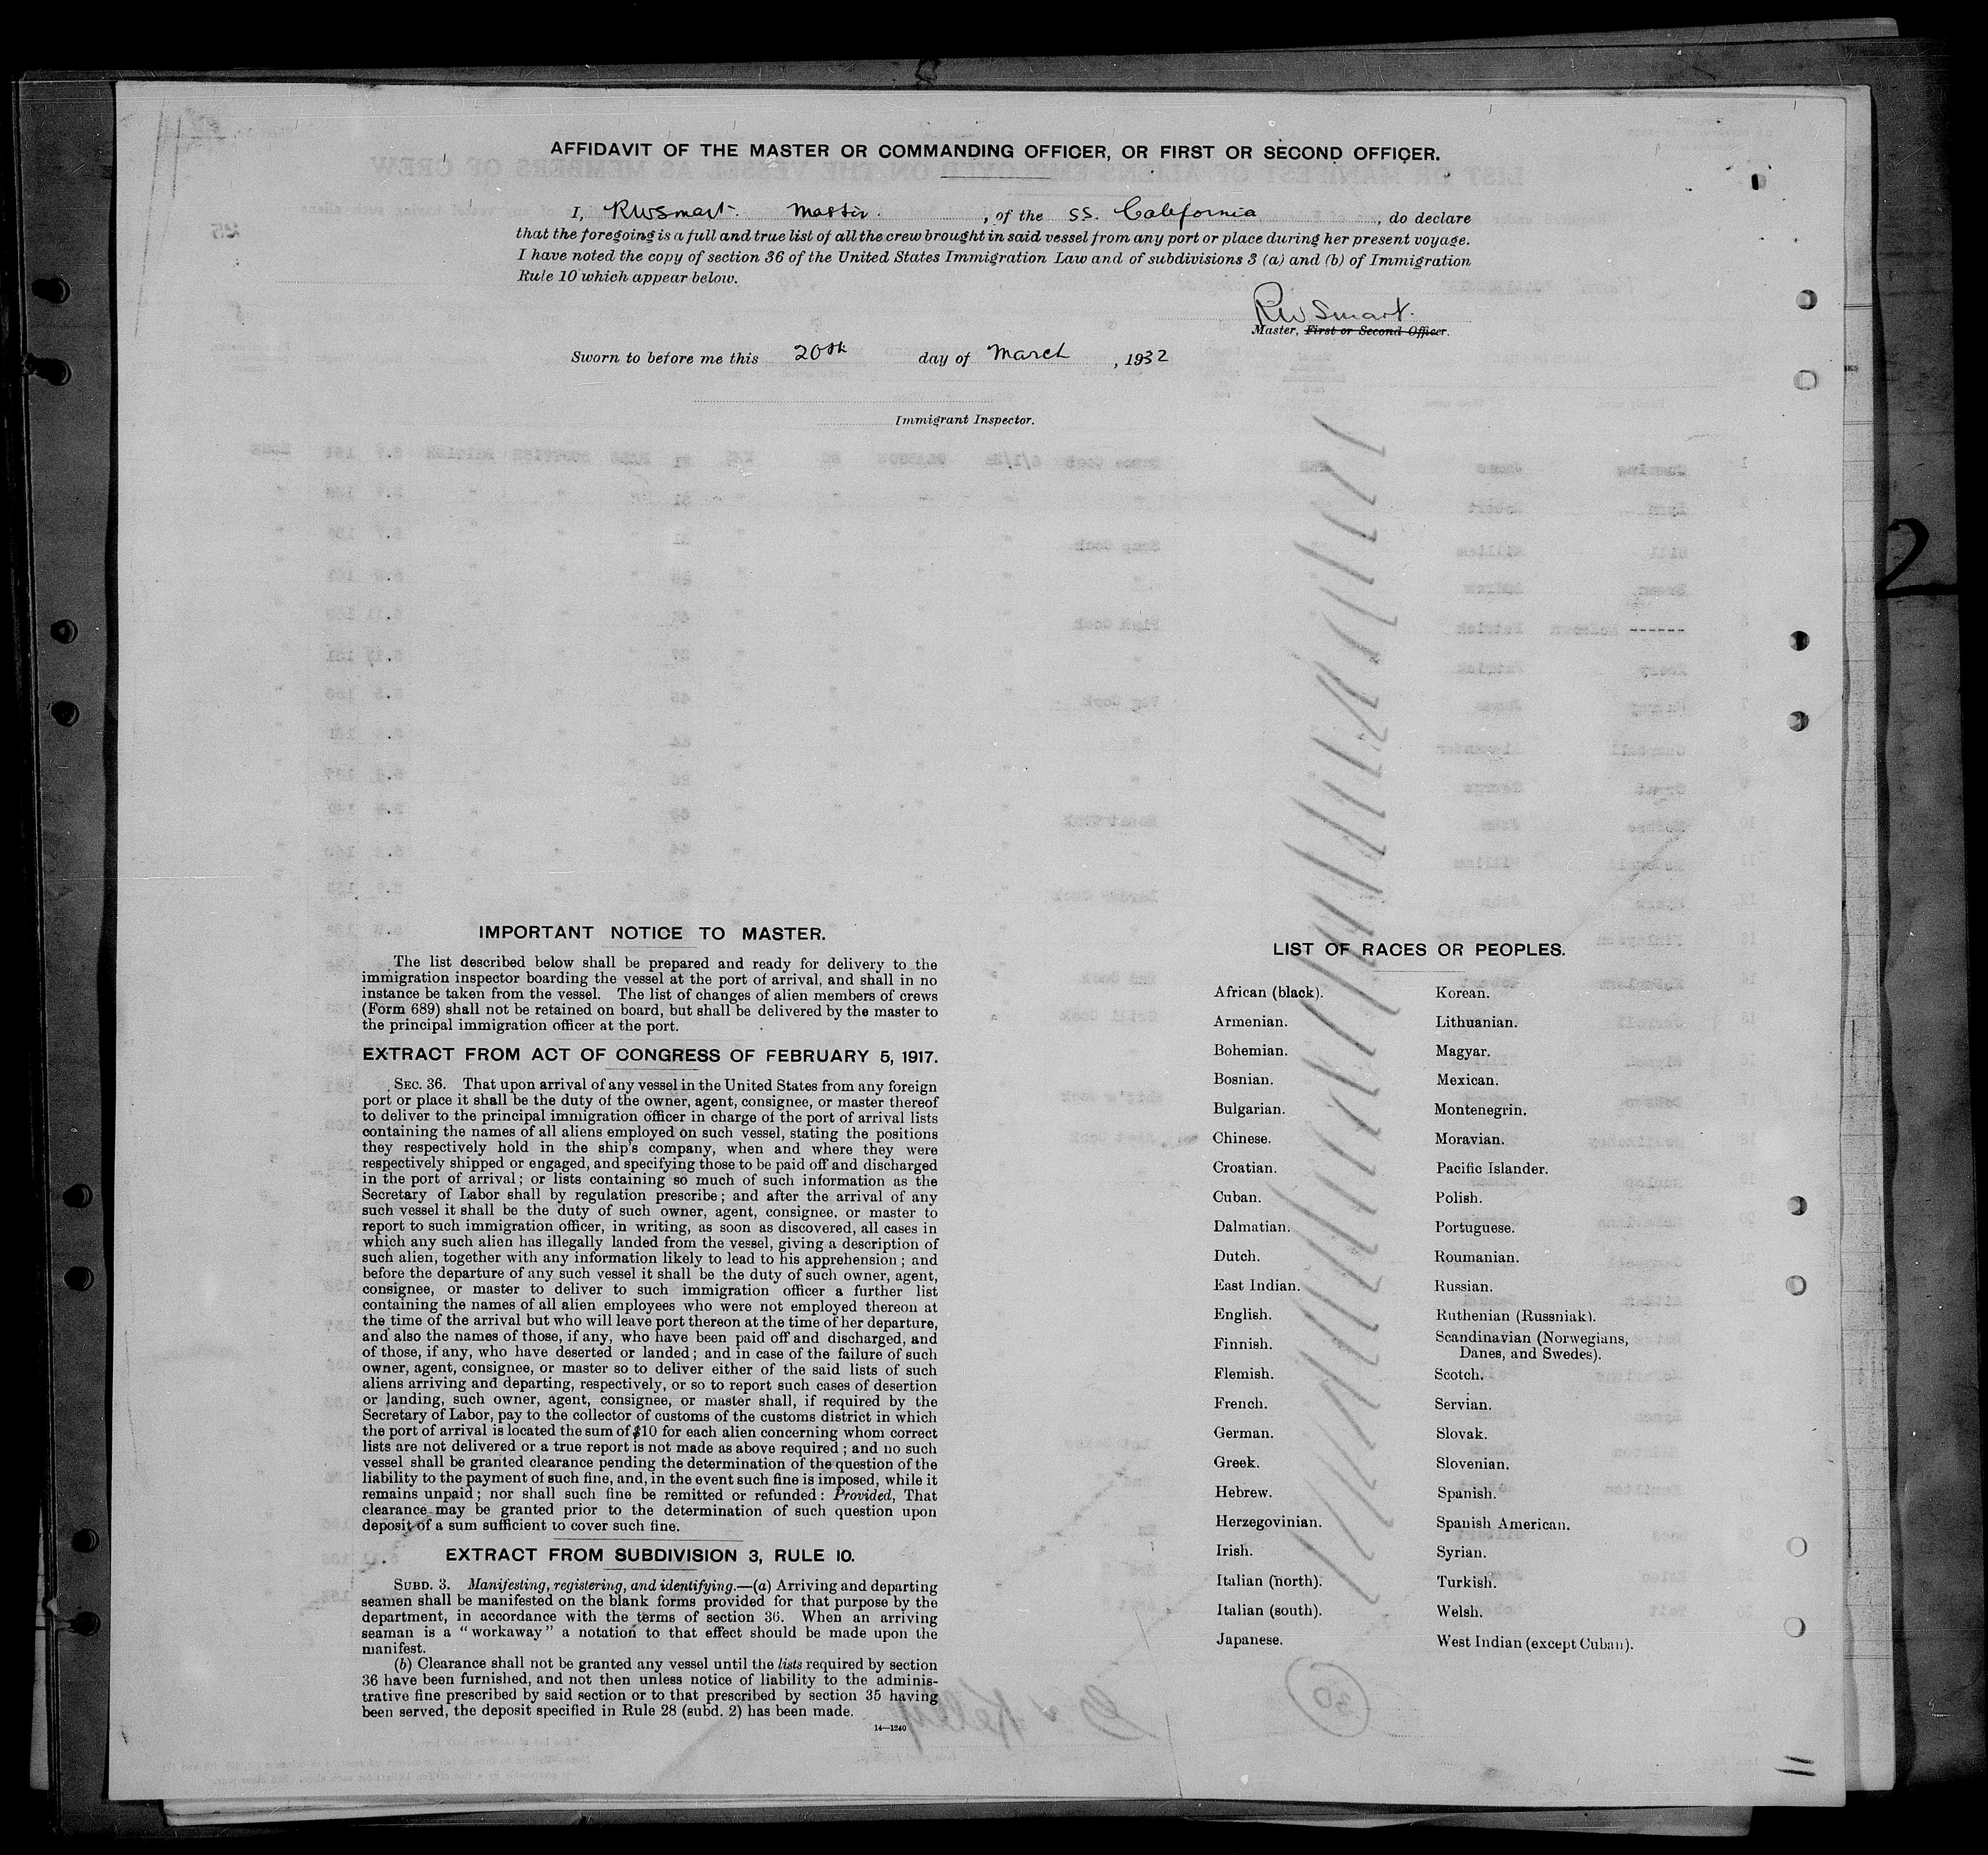 AFFIDAVIT OF THE MASTER OR COMMANDING OFFICER, OR FIRST OR SECOND OFFICER.
I, RWSmart. Master. , of the SS. California , do declare
that the foregoing is a full and true list of all the crew brought in said vessel from any port or place during her present voyage.
I have noted the copy of section 36 of the United States Immigration Law and of subdivisions 3 (a) and (b) of Immigration
Rule 10 which appear below.
RW Smart.
Master, First or Second Officer.
Sworn to before me this 20th day of March , 1932
Immigrant Inspector.
2
IMPORTANT NOTICE TO MASTER.
The list described below shall be prepared and ready for delivery to the
immigration inspector boarding the vessel at the port of arrival, and shall in no
instance be taken from the vessel. The list of changes of alien members of crews
(Form 689) shall not be retained on board, but shall be delivered by the master to
the principal immigration officer at the port.
EXTRACT FROM ACT OF CONGRESS OF FEBRUARY 5, 1917.
SEC. 36. That upon arrival of any vessel in the United States from any foreign
port or place it shall be the duty of the owner, agent, consignee, or master thereof
to deliver to the principal immigration officer in charge of the port of arrival lists
containing the names of all aliens employed on such vessel, stating the positions
they respectively hold in the ship's company, when and where they were
respectively shipped or engaged, and specifying those to be paid off and discharged
in the port of arrival; or lists containing so much of such information as the
Secretary of Labor shall by regulation prescribe; and after the arrival of any
such vessel it shall be the duty of such owner, agent, consignee, or master to
report to such immigration officer, in writing, as soon as discovered, all cases in
which any such alien has illegally landed from the vessel, giving a description of
such alien, together with any information likely to lead to his apprehension; and
before the departure of any such vessel it shall be the duty of such owner, agent,
consignee, or master to deliver to such immigration officer a further list
containing the names of all alien employees who were not employed thereon at
the time of the arrival but who will leave port thereon at the time of her departure,
and also the names of those, if any, who have been paid off and discharged, and
of those, if any, who have deserted or landed; and in case of the failure of such
owner, agent, consignee, or master so to deliver either of the said lists of such
aliens arriving and departing, respectively, or so to report such cases of desertion
or landing, such owner, agent, consignee, or master shall, if required by the
Secretary of Labor, pay to the collector of customs of the customs district in which
the port of arrival is located the sum of $10 for each alien concerning whom correct
lists are not delivered or a true report is not made as above required; and no such
vessel shall be granted clearance pending the determination of the question of the
liability to the payment of such fine, and, in the event such fine is imposed, while it
remains unpaid; nor shall such fine be remitted or refunded: Provided, That
clearance may be granted prior to the determination of such question upon
deposit of a sum sufficient to cover such fine.
EXTRACT FROM SUBDIVISION 3, RULE 10.
SUBD. 3. Manifesting, registering, and identifying.—(a) Arriving and departing
seamen shall be manifested on the blank forms provided for that purpose by the
department, in accordance with the terms of section 36. When an arriving
seaman is a "workaway" a notation to that effect should be made upon the
manifest.
(b) Clearance shall not be granted any vessel until the lists required by section
36 have been furnished, and not then unless notice of liability to the adminis-
trative fine prescribed by said section or to that prescribed by section 35 having
been served, the deposit specified in Rule 28 (subd. 2) has been made.
14—1240
LIST OF RACES OR PEOPLES.
African (black).
Armenian.
Bohemian.
Bosnian.
Bulgarian.
Chinese.
Croatian.
Cuban.
Dalmatian.
Dutch.
East Indian.
English.
Finnish.
Flemish.
French.
German.
Greek.
Hebrew.
Herzegovinian.
Irish.
Italian (north).
Italian (south).
Japanese.
Korean.
Lithuanian.
Magyar.
Mexican.
Montenegrin.
Moravian.
Pacific Islander.
Polish.
Portuguese.
Roumanian.
Russian.
Ruthenian (Russniak).
Scandinavian (Norwegians,
Danes, and Swedes).
Scotch.
Servian.
Slovak.
Slovenian.
Spanish.
Spanish American.
Syrian.
Turkish.
Welsh.
West Indian (except Cuban).